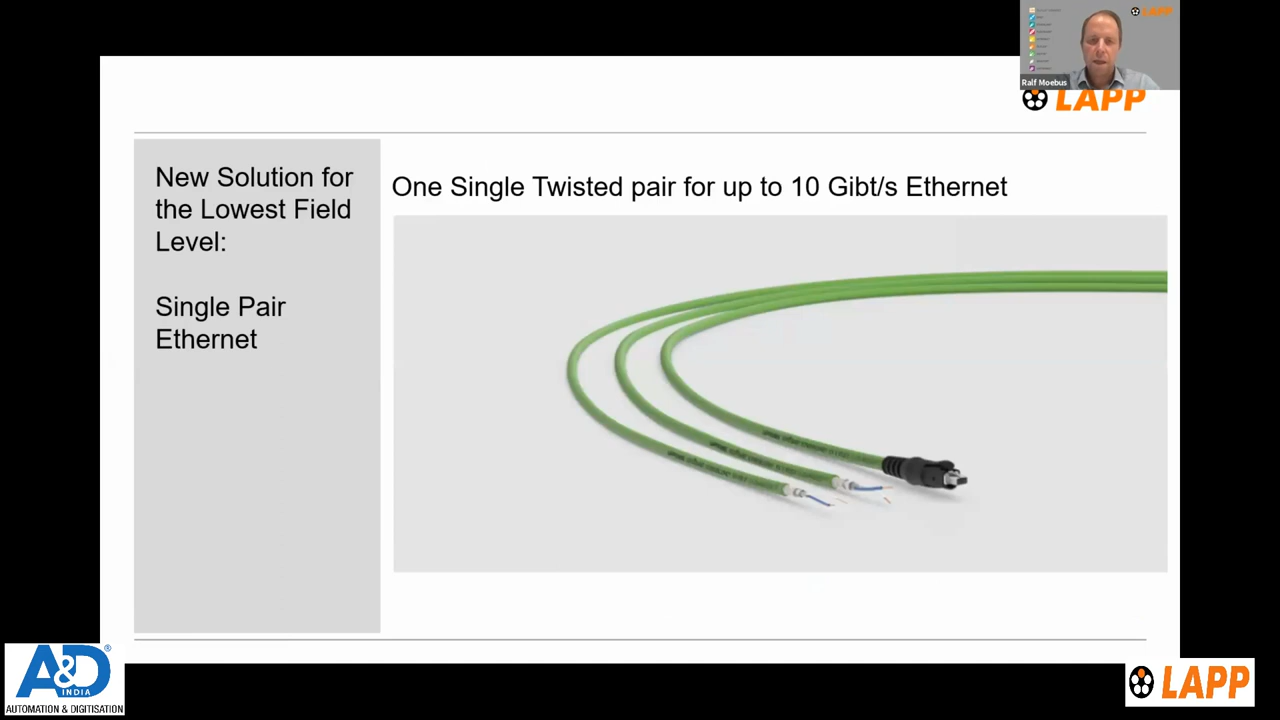 LAPP
Ralf Moebus
LAPP
New Solution for
the Lowest Field
Level:
Single Pair
Ethernet
One Single Twisted pair for up to 10 Gibt/s Ethernet
A&D®
INDIA
AUTOMATION & DIGITISATION
LAPP